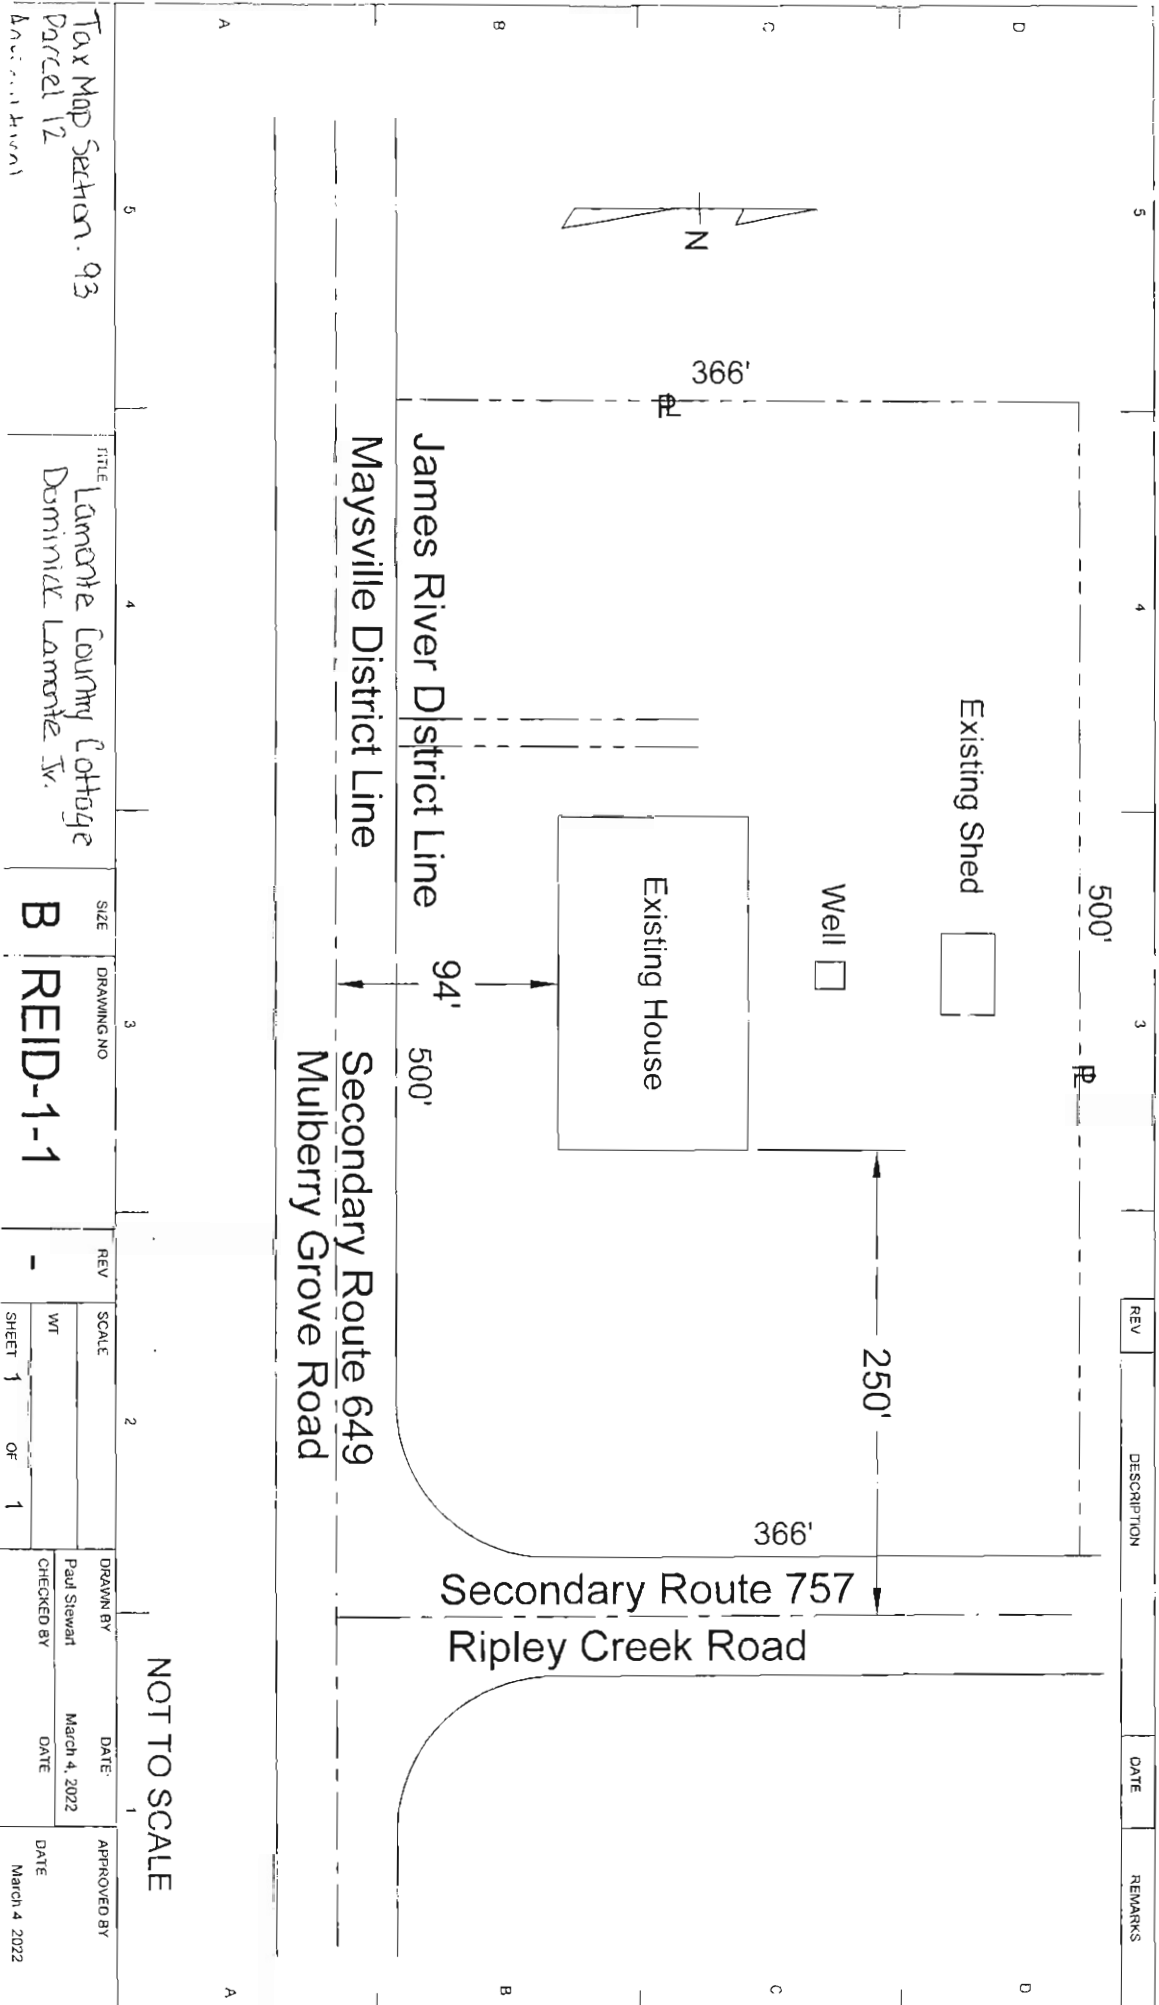 D
C
B
A
5
4
3
REV
DESCRIPTION
DATE
REMARKS
N
366'
500'
Existing Shed
Well
Existing House
250'
94'
500'
366'
James River District Line
Maysville District Line
Secondary Route 649
Mulberry Grove Road
Secondary Route 757
Ripley Creek Road
NOT TO SCALE
D
C
B
A
5
4
3
2
1
Tax Map Section. 93
Parcel 12
TITLE
Lamonte Country Cottage
Dominick Lamonte Jr.
SIZE
B
DRAWING NO
REID-1-1
REV
-
SCALE
WT
SHEET 1 OF 1
DRAWN BY
DATE
Paul Stewart
March 4, 2022
CHECKED BY
DATE
APPROVED BY
DATE
March 4 2022